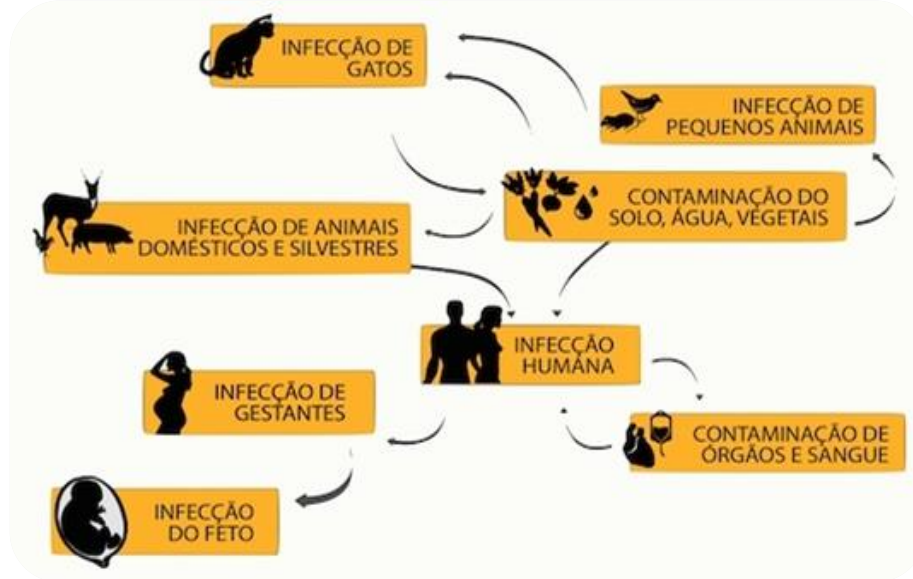 INFECÇÃO DE
GATOS
INFECÇÃO DE
PEQUENOS ANIMAIS
CONTAMINAÇÃO DO
SOLO, ÁGUA, VEGETAIS
INFECÇÃO DE ANIMAIS
DOMÉSTICOS E SILVESTRES
INFECÇÃO
HUMANA
INFECÇÃO DE
GESTANTES
CONTAMINAÇÃO DE
ÓRGÃOS E SANGUE
INFECÇÃO
DO FETO